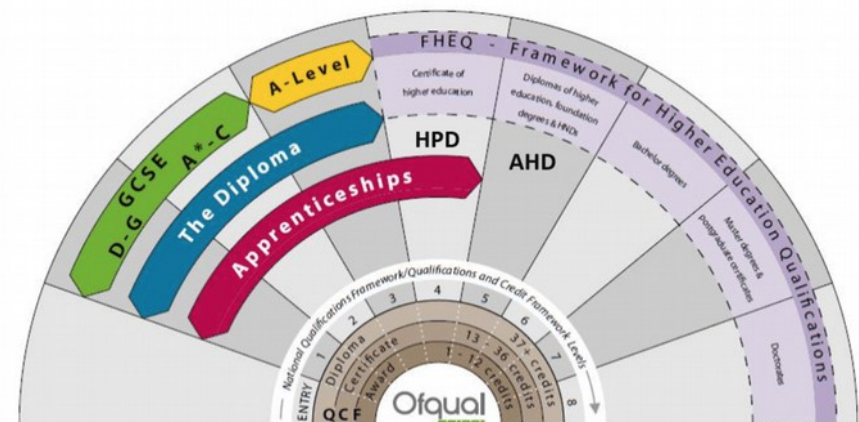 FHEQ - Framework for Higher Education Qualifications
A-Level
GCSE
D-G A*-C
The Diploma
Apprenticeships
Certificate of
higher education
Diplomas of higher
education, foundation
degrees & HNDs
Bachelor degrees
Master degrees &
postgraduate certificates
Doctorates
HPD
AHD
National Qualifications Framework/Qualifications and Credit Framework Levels
ENTRY 1 2 3 4 5 6 7 8
Diploma 37+ credits
Certificate 13 - 36 credits
Award 1 - 12 credits
QCF
Ofqual